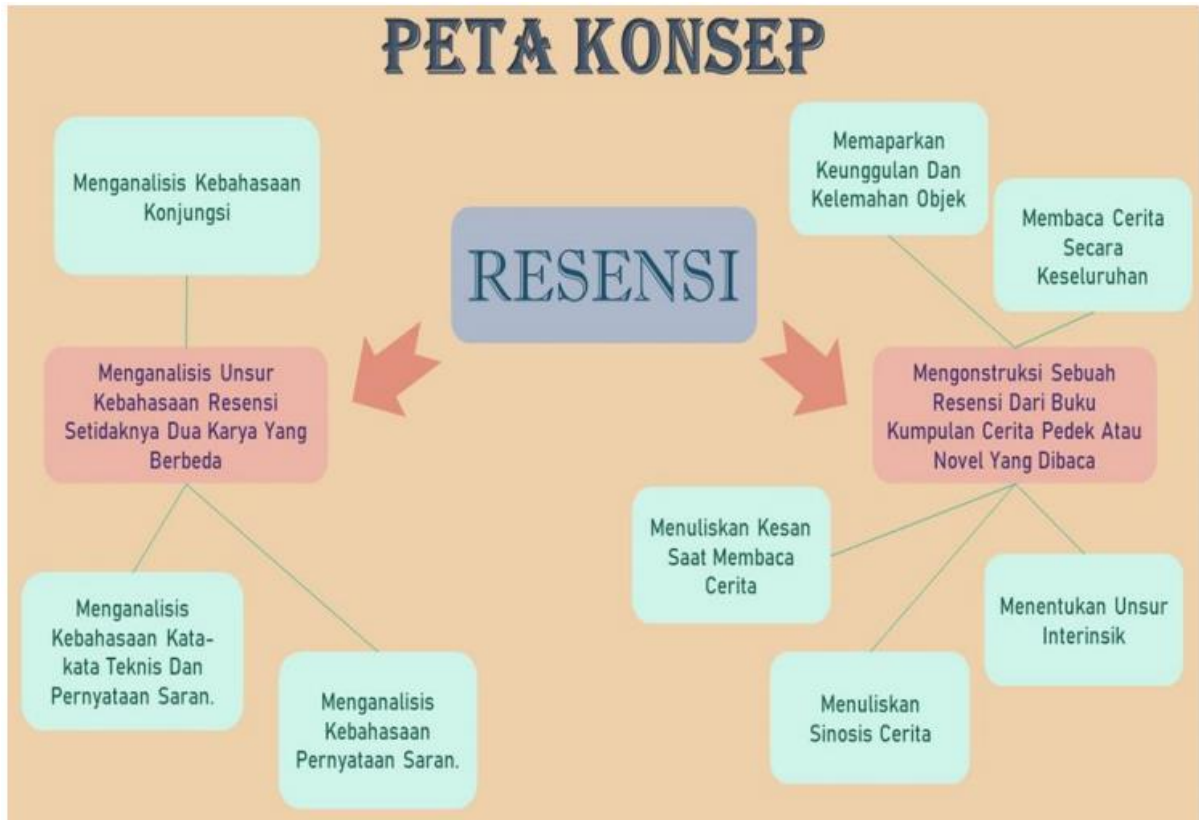 PETA KONSEP
Menganalisis Kebahasaan
Konjungsi
RESENSI
Memaparkan
Keunggulan Dan
Kelemahan Objek
Membaca Cerita
Secara
Keseluruhan
Menganalisis Unsur
Kebahasaan Resensi
Setidaknya Dua Karya Yang
Berbeda
Mengonstruksi Sebuah
Resensi Dari Buku
Kumpulan Cerita Pedek Atau
Novel Yang Dibaca
Menganalisis
Kebahasaan Kata-
kata Teknis Dan
Pernyataan Saran.
Menganalisis
Kebahasaan
Pernyataan Saran.
Menuliskan Kesan
Saat Membaca
Cerita
Menentukan Unsur
Interinsik
Menuliskan
Sinosis Cerita